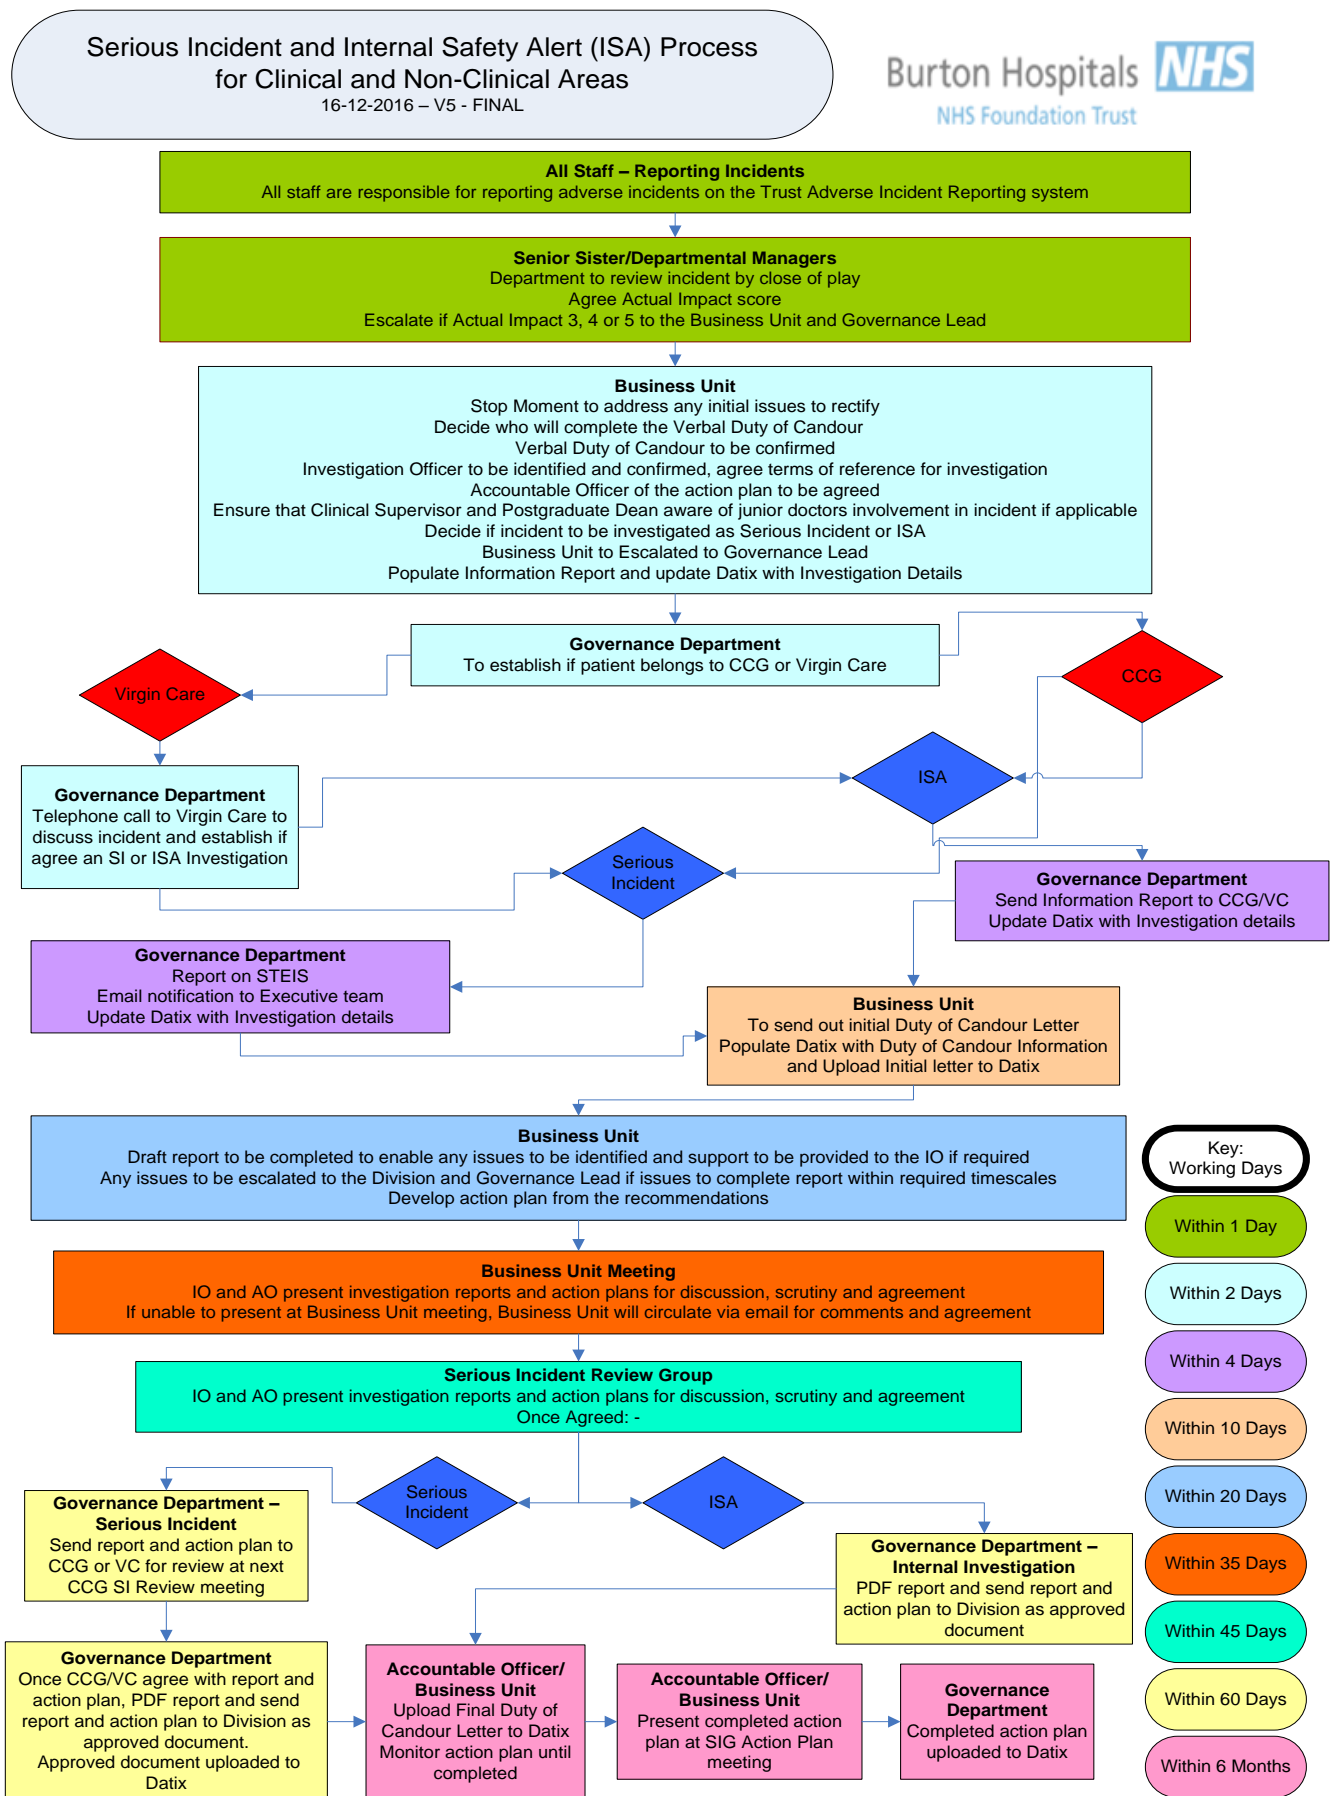 Serious Incident and Internal Safety Alert (ISA) Process
for Clinical and Non-Clinical Areas
16-12-2016 – V5 - FINAL
Burton Hospitals NHS
NHS Foundation Trust
All Staff – Reporting Incidents
All staff are responsible for reporting adverse incidents on the Trust Adverse Incident Reporting system
Senior Sister/Departmental Managers
Department to review incident by close of play
Agree Actual Impact score
Escalate if Actual Impact 3, 4 or 5 to the Business Unit and Governance Lead
Business Unit
Stop Moment to address any initial issues to rectify
Decide who will complete the Verbal Duty of Candour
Verbal Duty of Candour to be confirmed
Investigation Officer to be identified and confirmed, agree terms of reference for investigation
Accountable Officer of the action plan to be agreed
Ensure that Clinical Supervisor and Postgraduate Dean aware of junior doctors involvement in incident if applicable
Decide if incident to be investigated as Serious Incident or ISA
Business Unit to Escalated to Governance Lead
Populate Information Report and update Datix with Investigation Details
Governance Department
To establish if patient belongs to CCG or Virgin Care
Virgin Care
CCG
Governance Department
Telephone call to Virgin Care to
discuss incident and establish if
agree an SI or ISA Investigation
ISA
Serious
Incident
Governance Department
Send Information Report to CCG/VC
Update Datix with Investigation details
Governance Department
Report on STEIS
Email notification to Executive team
Update Datix with Investigation details
Business Unit
To send out initial Duty of Candour Letter
Populate Datix with Duty of Candour Information
and Upload Initial letter to Datix
Business Unit
Draft report to be completed to enable any issues to be identified and support to be provided to the IO if required
Any issues to be escalated to the Division and Governance Lead if issues to complete report within required timescales
Develop action plan from the recommendations
Business Unit Meeting
IO and AO present investigation reports and action plans for discussion, scrutiny and agreement
If unable to present at Business Unit meeting, Business Unit will circulate via email for comments and agreement
Serious Incident Review Group
IO and AO present investigation reports and action plans for discussion, scrutiny and agreement
Once Agreed: -
Serious
Incident
ISA
Governance Department –
Serious Incident
Send report and action plan to
CCG or VC for review at next
CCG SI Review meeting
Governance Department –
Internal Investigation
PDF report and send report and
action plan to Division as approved
document
Governance Department
Once CCG/VC agree with report and
action plan, PDF report and send
report and action plan to Division as
approved document.
Approved document uploaded to
Datix
Accountable Officer/
Business Unit
Upload Final Duty of
Candour Letter to Datix
Monitor action plan until
completed
Accountable Officer/
Business Unit
Present completed action
plan at SIG Action Plan
meeting
Governance
Department
Completed action plan
uploaded to Datix
Key:
Working Days
Within 1 Day
Within 2 Days
Within 4 Days
Within 10 Days
Within 20 Days
Within 35 Days
Within 45 Days
Within 60 Days
Within 6 Months